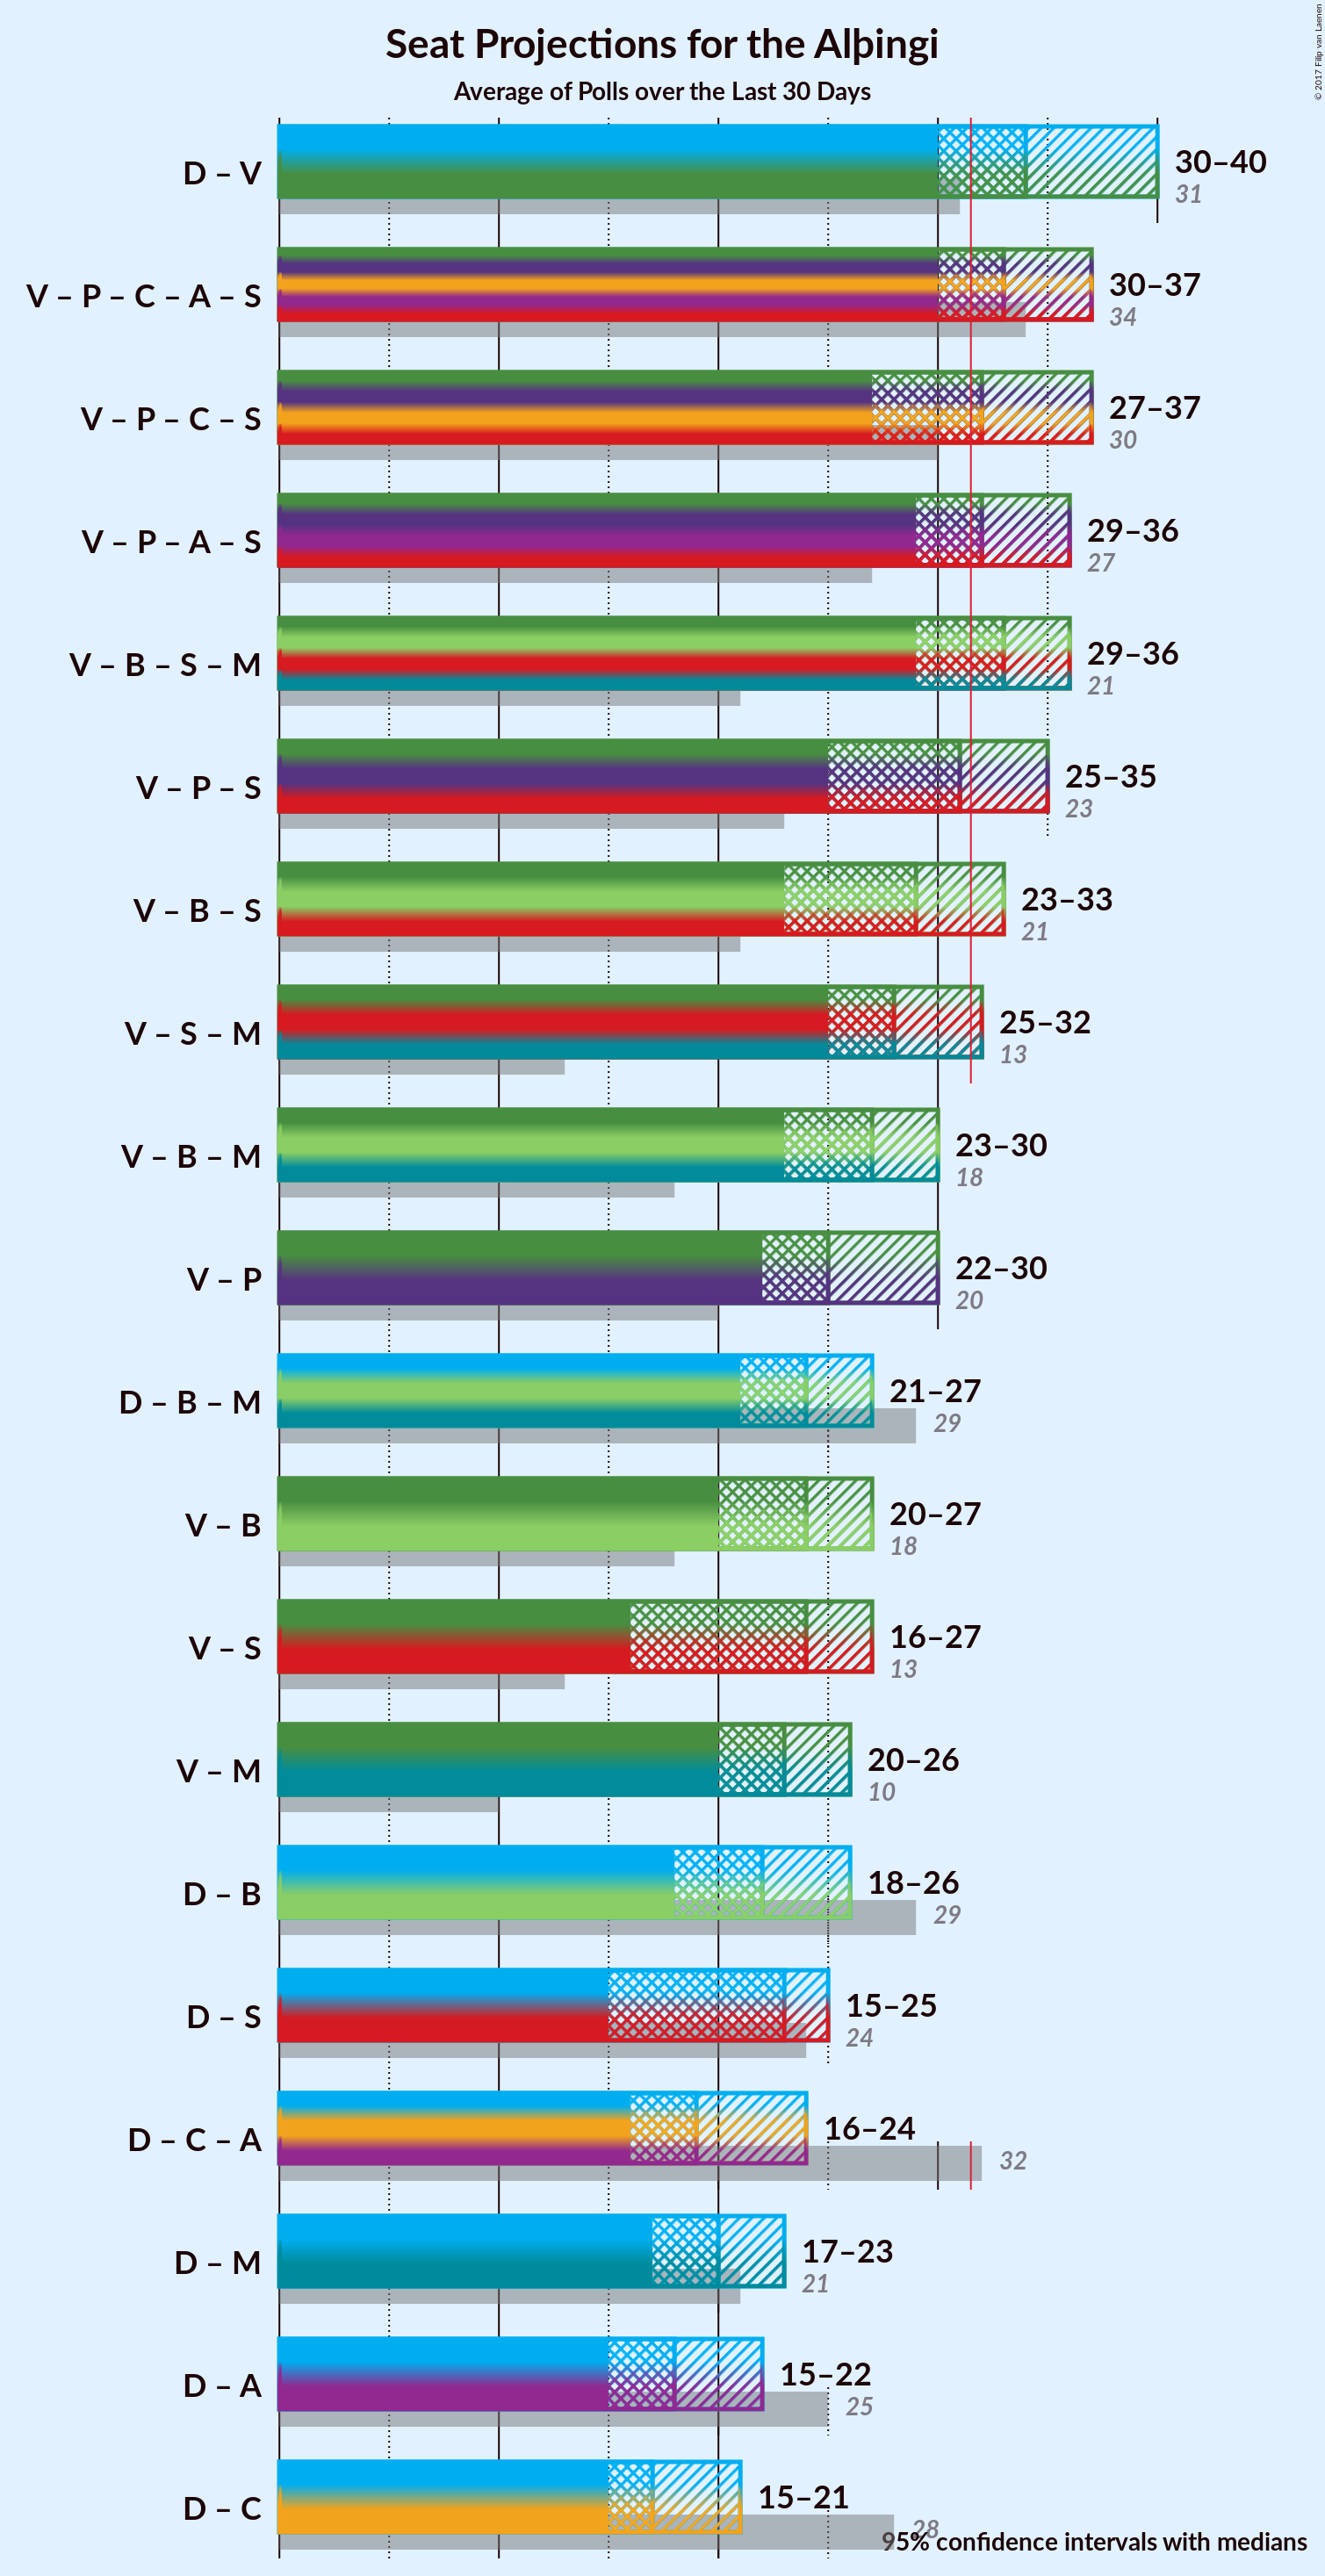 Seat Projections for the Alþingi
Average of Polls over the Last 30 Days
© 2017 Filip van Laenen
D – V
30–40
31
V – P – C – A – S
30–37
34
V – P – C – S
27–37
30
V – P – A – S
29–36
27
V – B – S – M
29–36
21
V – P – S
25–35
23
V – B – S
23–33
21
V – S – M
25–32
13
V – B – M
23–30
18
V – P
22–30
20
D – B – M
21–27
29
V – B
20–27
18
V – S
16–27
13
V – M
20–26
10
D – B
18–26
29
D – S
15–25
24
D – C – A
16–24
32
D – M
17–23
21
D – A
15–22
25
D – C
15–21
28
95% confidence intervals with medians